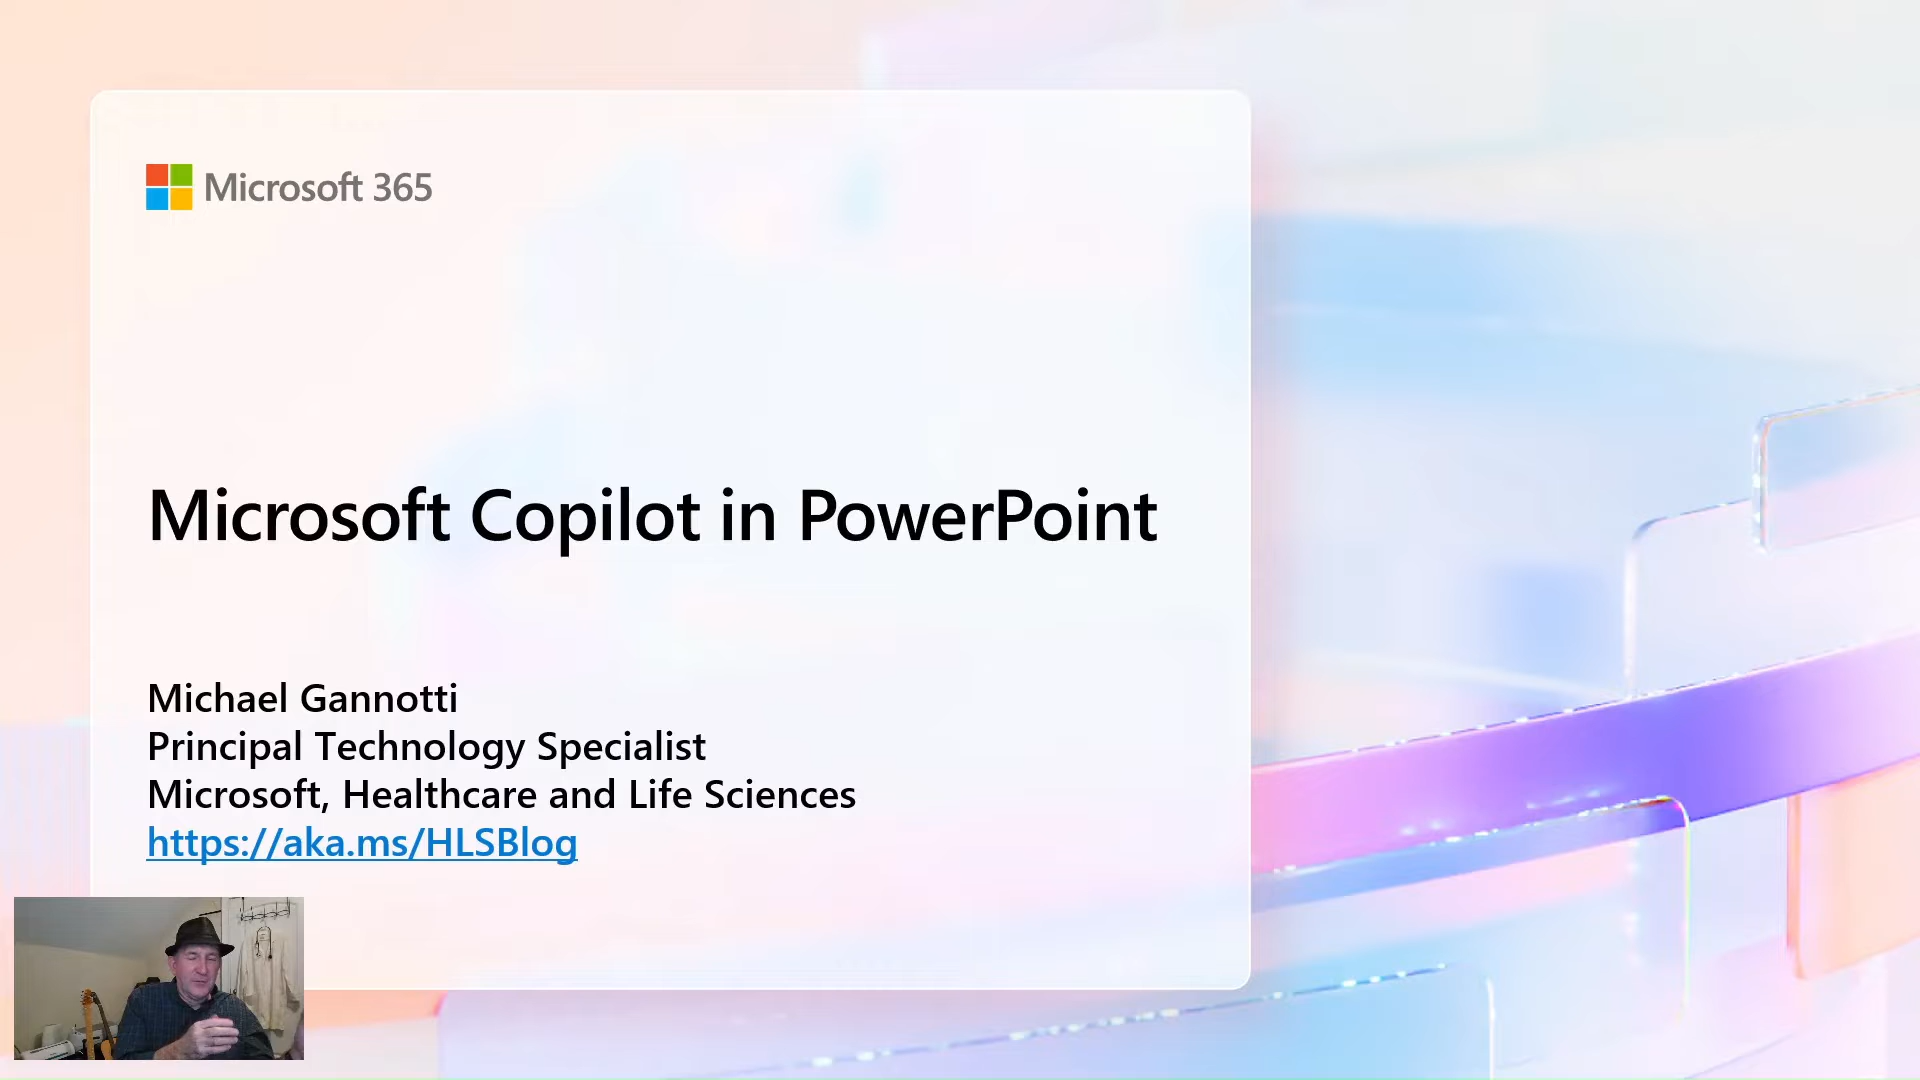 Microsoft 365
Microsoft Copilot in PowerPoint
Michael Gannotti
Principal Technology Specialist
Microsoft, Healthcare and Life Sciences
https://aka.ms/HLSBlog